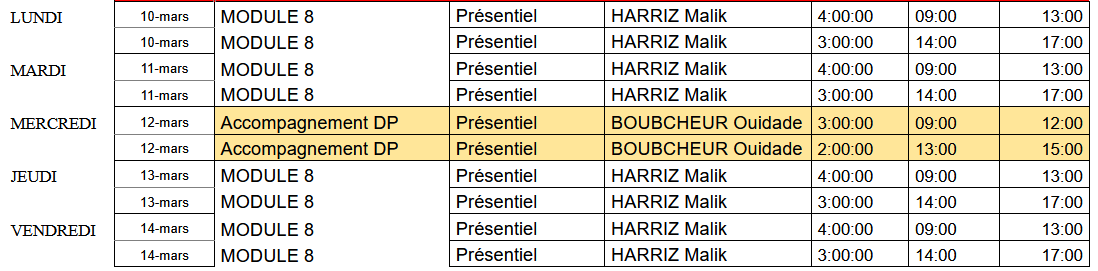 LUNDI 10-mars MODULE 8 Présentiel HARRIZ Malik 4:00:00 09:00 13:00
10-mars MODULE 8 Présentiel HARRIZ Malik 3:00:00 14:00 17:00
MARDI 11-mars MODULE 8 Présentiel HARRIZ Malik 4:00:00 09:00 13:00
11-mars MODULE 8 Présentiel HARRIZ Malik 3:00:00 14:00 17:00
MERCREDI 12-mars Accompagnement DP Présentiel BOUBCHEUR Ouidade 3:00:00 09:00 12:00
12-mars Accompagnement DP Présentiel BOUBCHEUR Ouidade 2:00:00 13:00 15:00
JEUDI 13-mars MODULE 8 Présentiel HARRIZ Malik 4:00:00 09:00 13:00
13-mars MODULE 8 Présentiel HARRIZ Malik 3:00:00 14:00 17:00
VENDREDI 14-mars MODULE 8 Présentiel HARRIZ Malik 4:00:00 09:00 13:00
14-mars MODULE 8 Présentiel HARRIZ Malik 3:00:00 14:00 17:00